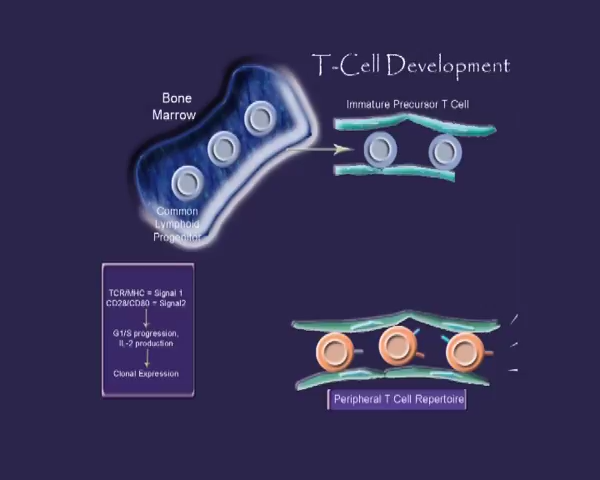 T-Cell Development
Bone
Marrow
Immature Precursor T Cell
Common
Lymphoid
Progenitor
TCR/MHC = Signal 1
CD28/CD80 = Signal2
G1/S progression,
IL-2 production
Clonal Expression
Peripheral T Cell Repertoire